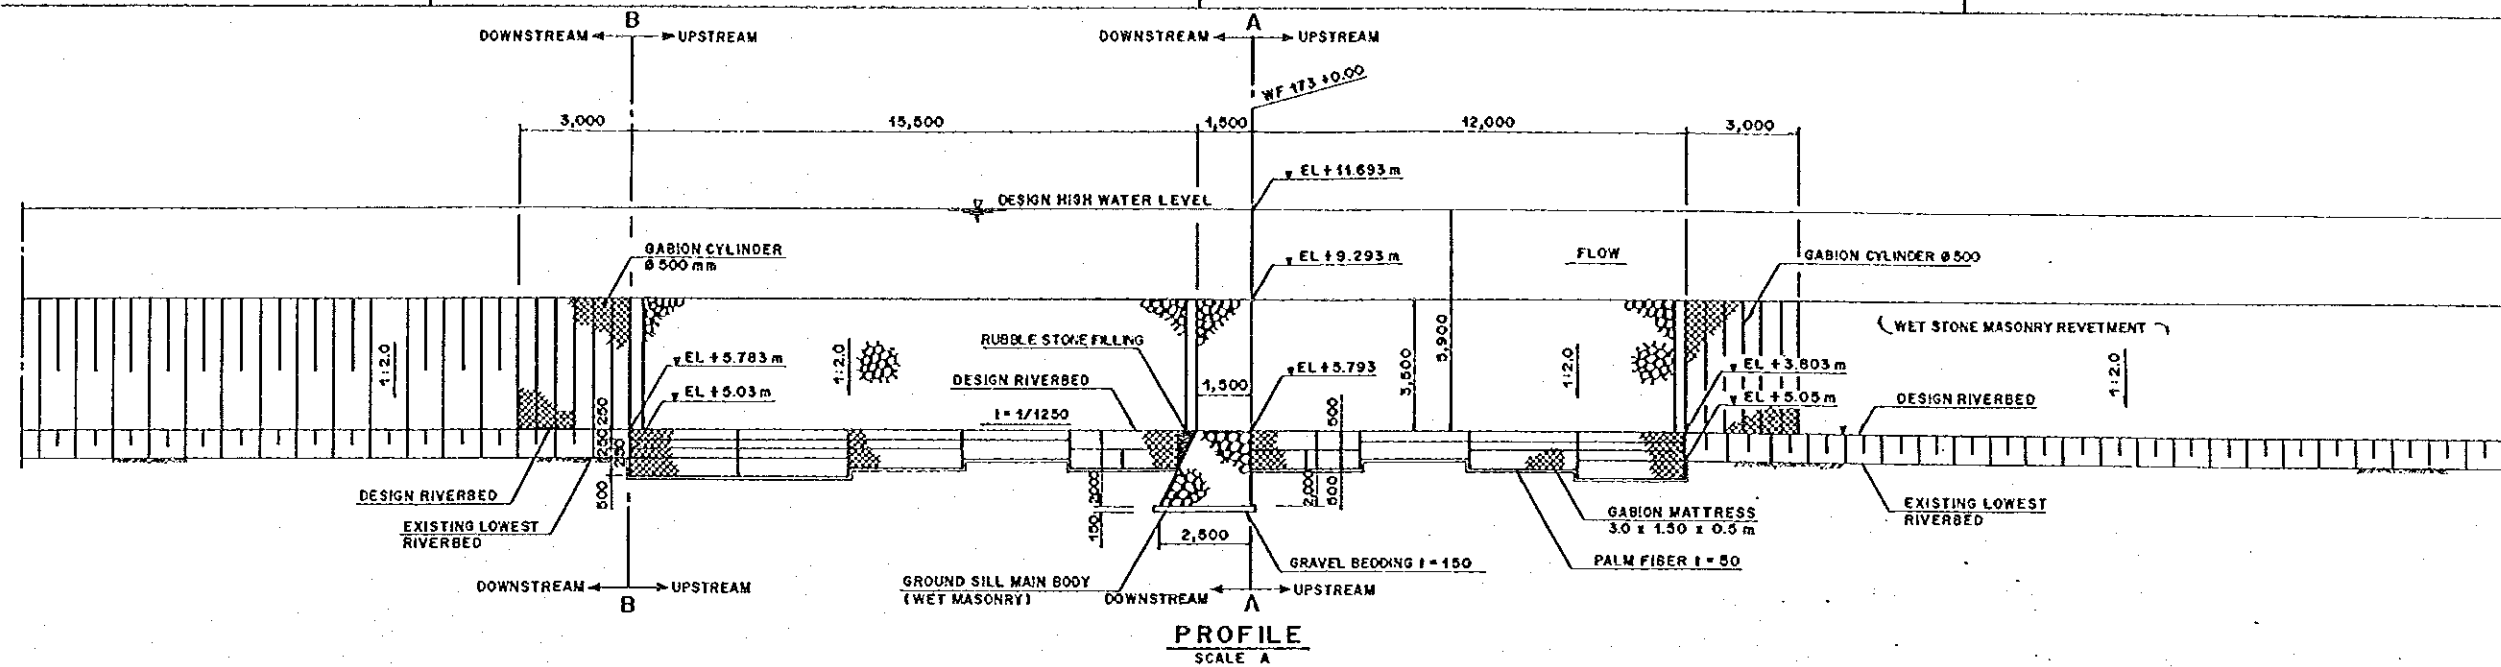 B
A
DOWNSTREAM UPSTREAM
DOWNSTREAM UPSTREAM
WF 173 +0.00
3,000
15,500
1,500
12,000
3,000
EL + 11.693 m
DESIGN HIGH WATER LEVEL
GABION CYLINDER
Ø 500 mm
EL + 9.293 m
FLOW
GABION CYLINDER Ø 500
WET STONE MASONRY REVETMENT
RUBBLE STONE FILLING
1:2.0
EL + 5.783 m
1:2.0
EL + 5.03 m
DESIGN RIVERBED
I = 1/1250
1,500
EL + 5.793
3,500
5,900
1:2.0
EL + 3.803 m
EL + 5.05 m
DESIGN RIVERBED
1:2.0
250
250
250
500
500
500
200
150
200
DESIGN RIVERBED
EXISTING LOWEST
RIVERBED
2,500
GABION MATTRESS
3.0 x 1.50 x 0.5 m
EXISTING LOWEST
RIVERBED
GRAVEL BEDDING t = 150
PALM FIBER t = 50
GROUND SILL MAIN BODY
(WET MASONRY)
DOWNSTREAM UPSTREAM
B
DOWNSTREAM UPSTREAM
A
PROFILE
SCALE A